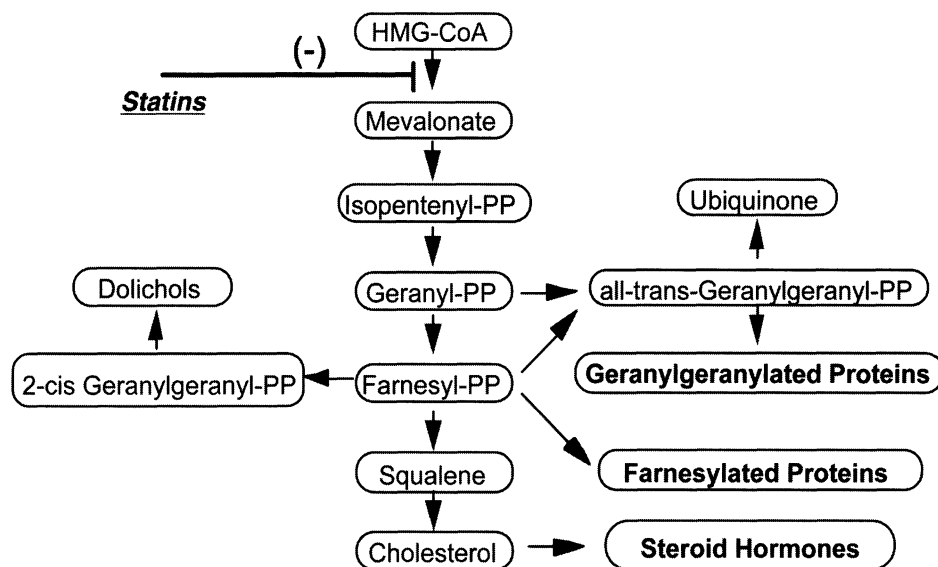 HMG-CoA
(-)
Statins
Mevalonate
Isopentenyl-PP
Ubiquinone
Dolichols
Geranyl-PP
all-trans-Geranylgeranyl-PP
2-cis Geranylgeranyl-PP
Farnesyl-PP
Geranylgeranylated Proteins
Squalene
Farnesylated Proteins
Cholesterol
Steroid Hormones